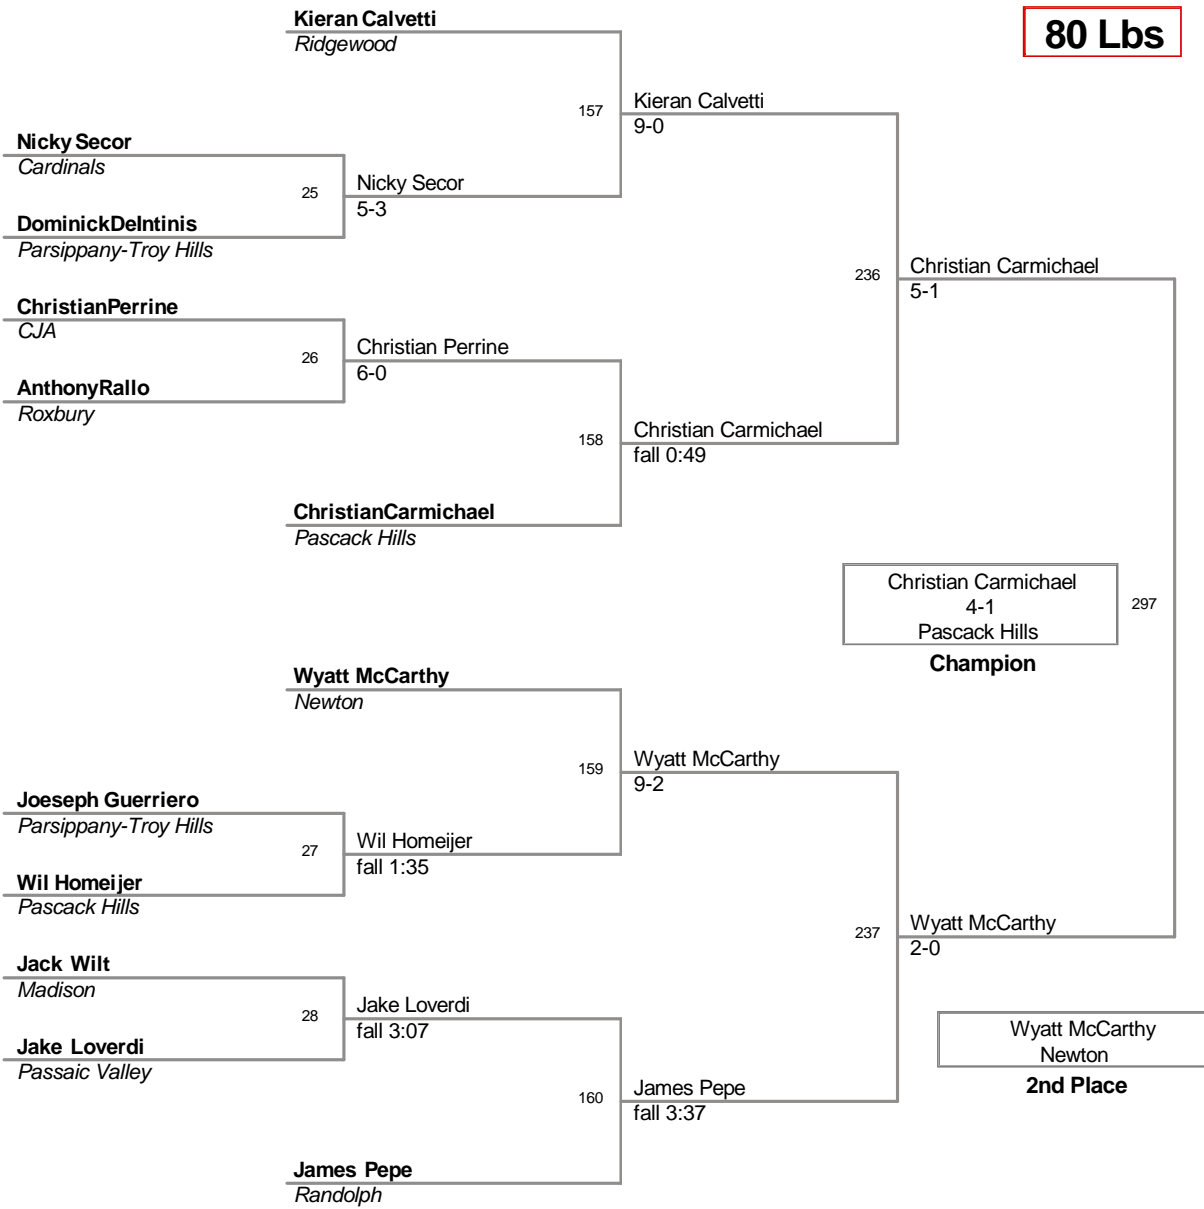 Kieran Calvetti
Ridgewood
80 Lbs
157
Kieran Calvetti
9-0
Nicky Secor
Cardinals
25
Nicky Secor
5-3
DominickDeIntinis
Parsippany-Troy Hills
236
Christian Carmichael
5-1
ChristianPerrine
CJA
26
Christian Perrine
6-0
AnthonyRallo
Roxbury
158
Christian Carmichael
fall 0:49
ChristianCarmichael
Pascack Hills
Christian Carmichael
4-1
Pascack Hills
297
Champion
Wyatt McCarthy
Newton
159
Wyatt McCarthy
9-2
Joeseph Guerriero
Parsippany-Troy Hills
27
Wil Homeijer
fall 1:35
Wil Homeijer
Pascack Hills
237
Wyatt McCarthy
2-0
Jack Wilt
Madison
28
Jake Loverdi
fall 3:07
Jake Loverdi
Passaic Valley
Wyatt McCarthy
Newton
2nd Place
160
James Pepe
fall 3:37
James Pepe
Randolph